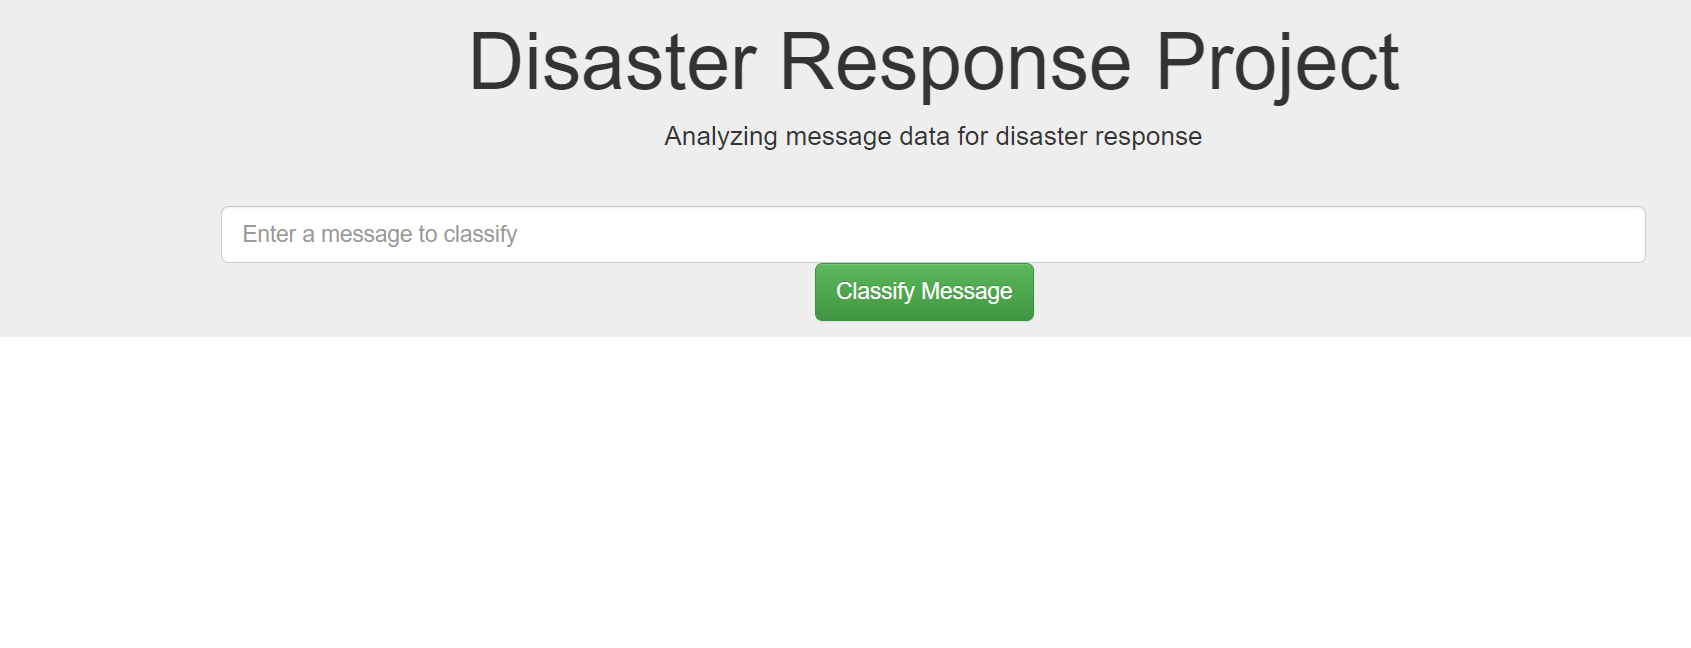 Disaster Response Project
Analyzing message data for disaster response
Enter a message to classify
Classify Message